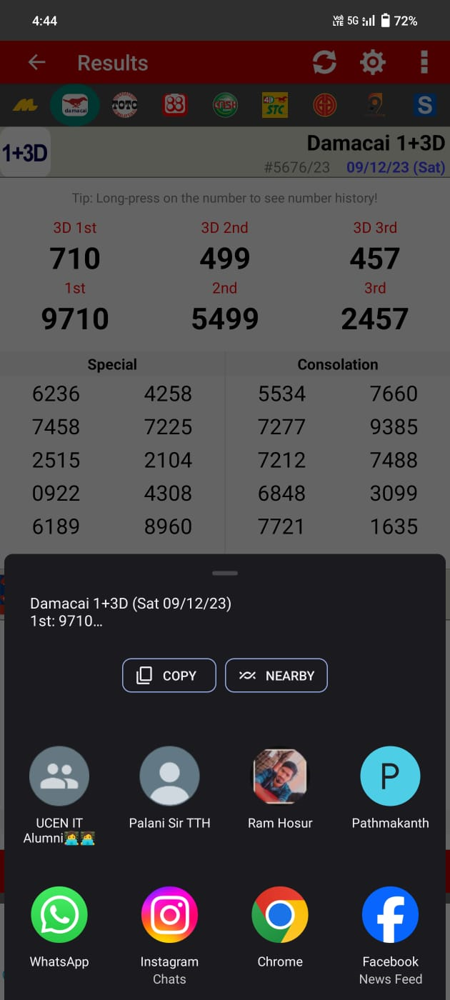 4:44
VoI) LTE 5G 72%
Results
damacai
TOTO
88
CASH
4D
STC
9
S
1+3D
Damacai 1+3D
#5676/23 09/12/23 (Sat)
Tip: Long-press on the number to see number history!
3D 1st 3D 2nd 3D 3rd
710 499 457
1st 2nd 3rd
9710 5499 2457
Special Consolation
6236 4258 5534 7660
7458 7225 7277 9385
2515 2104 7212 7488
0922 4308 6848 3099
6189 8960 7721 1635
Damacai 1+3D (Sat 09/12/23)
1st: 9710...
COPY NEARBY
P
UCEN IT Palani Sir TTH Ram Hosur Pathmakanth
Alumni👩‍💻👩‍💻
WhatsApp Instagram Chrome Facebook
Chats News Feed